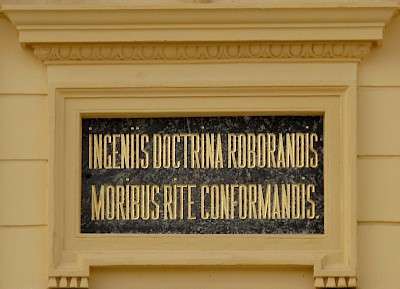 INGENIIS DOCTRINA ROBORANDIS
MORIBUS RITE CONFORMANDIS.